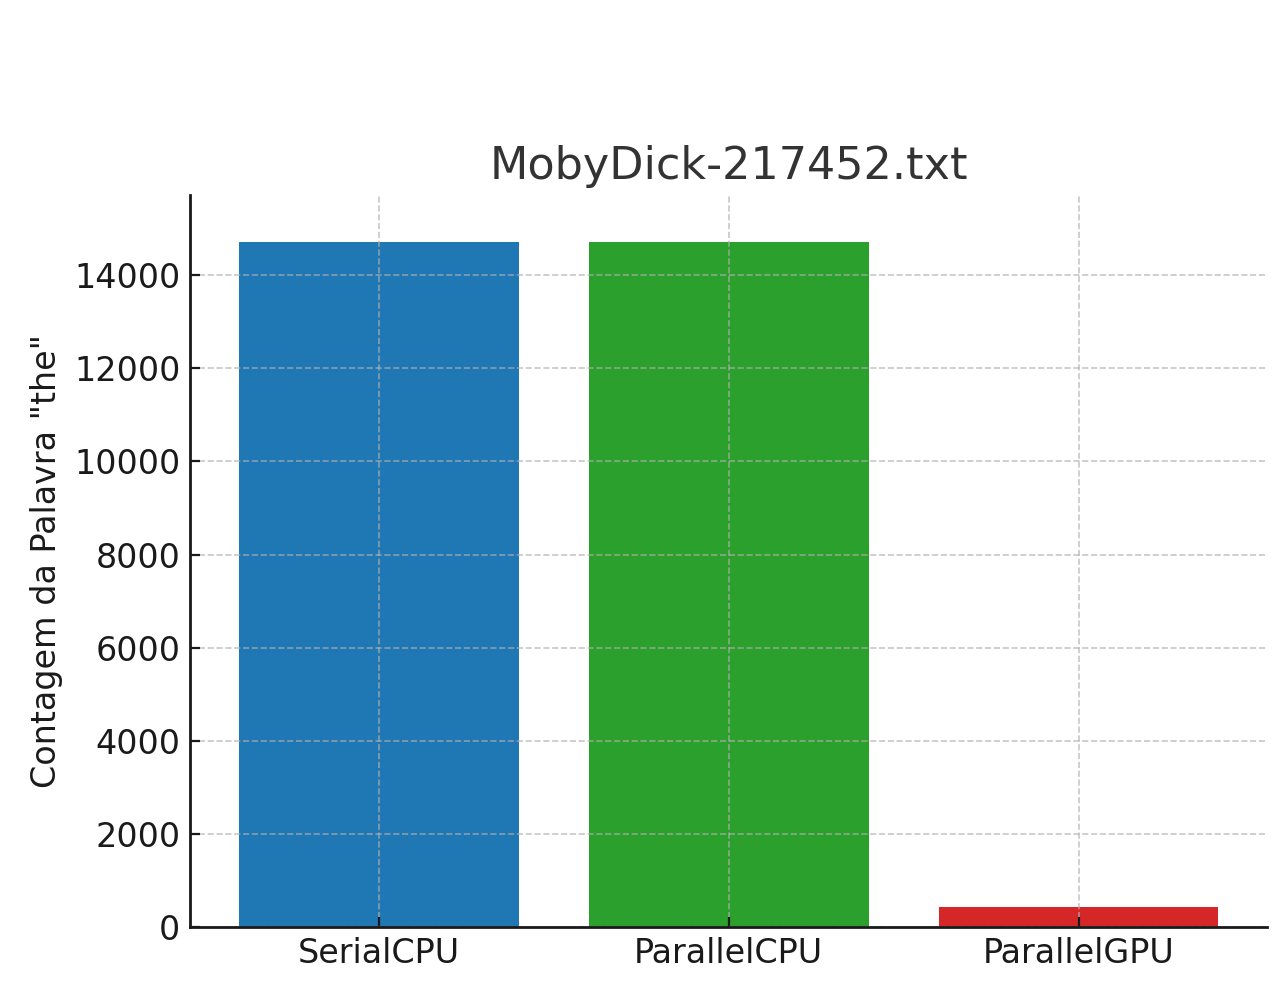 MobyDick-217452.txt
Contagem da Palavra "the"
14000
12000
10000
8000
6000
4000
2000
0
SerialCPU
ParallelCPU
ParallelGPU